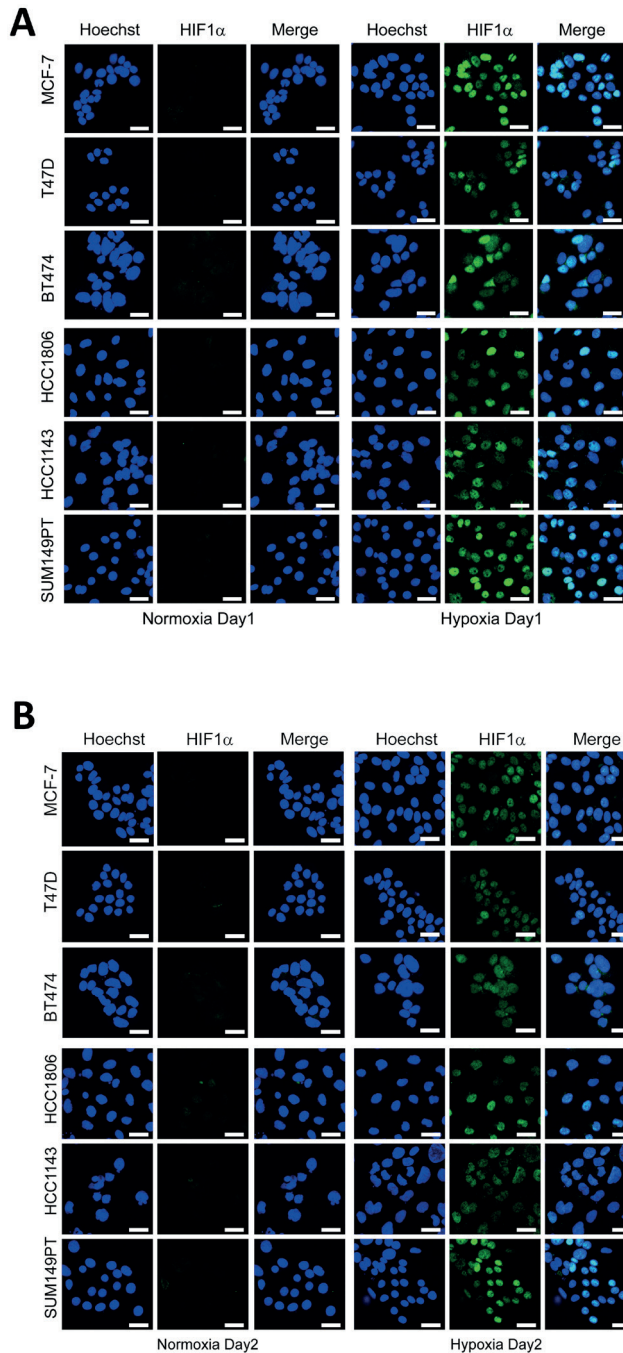 A
Hoechst HIF1α Merge Hoechst HIF1α Merge
MCF-7
T47D
BT474
HCC1806
HCC1143
SUM149PT
Normoxia Day1 Hypoxia Day1
B
Hoechst HIF1α Merge Hoechst HIF1α Merge
MCF-7
T47D
BT474
HCC1806
HCC1143
SUM149PT
Normoxia Day2 Hypoxia Day2